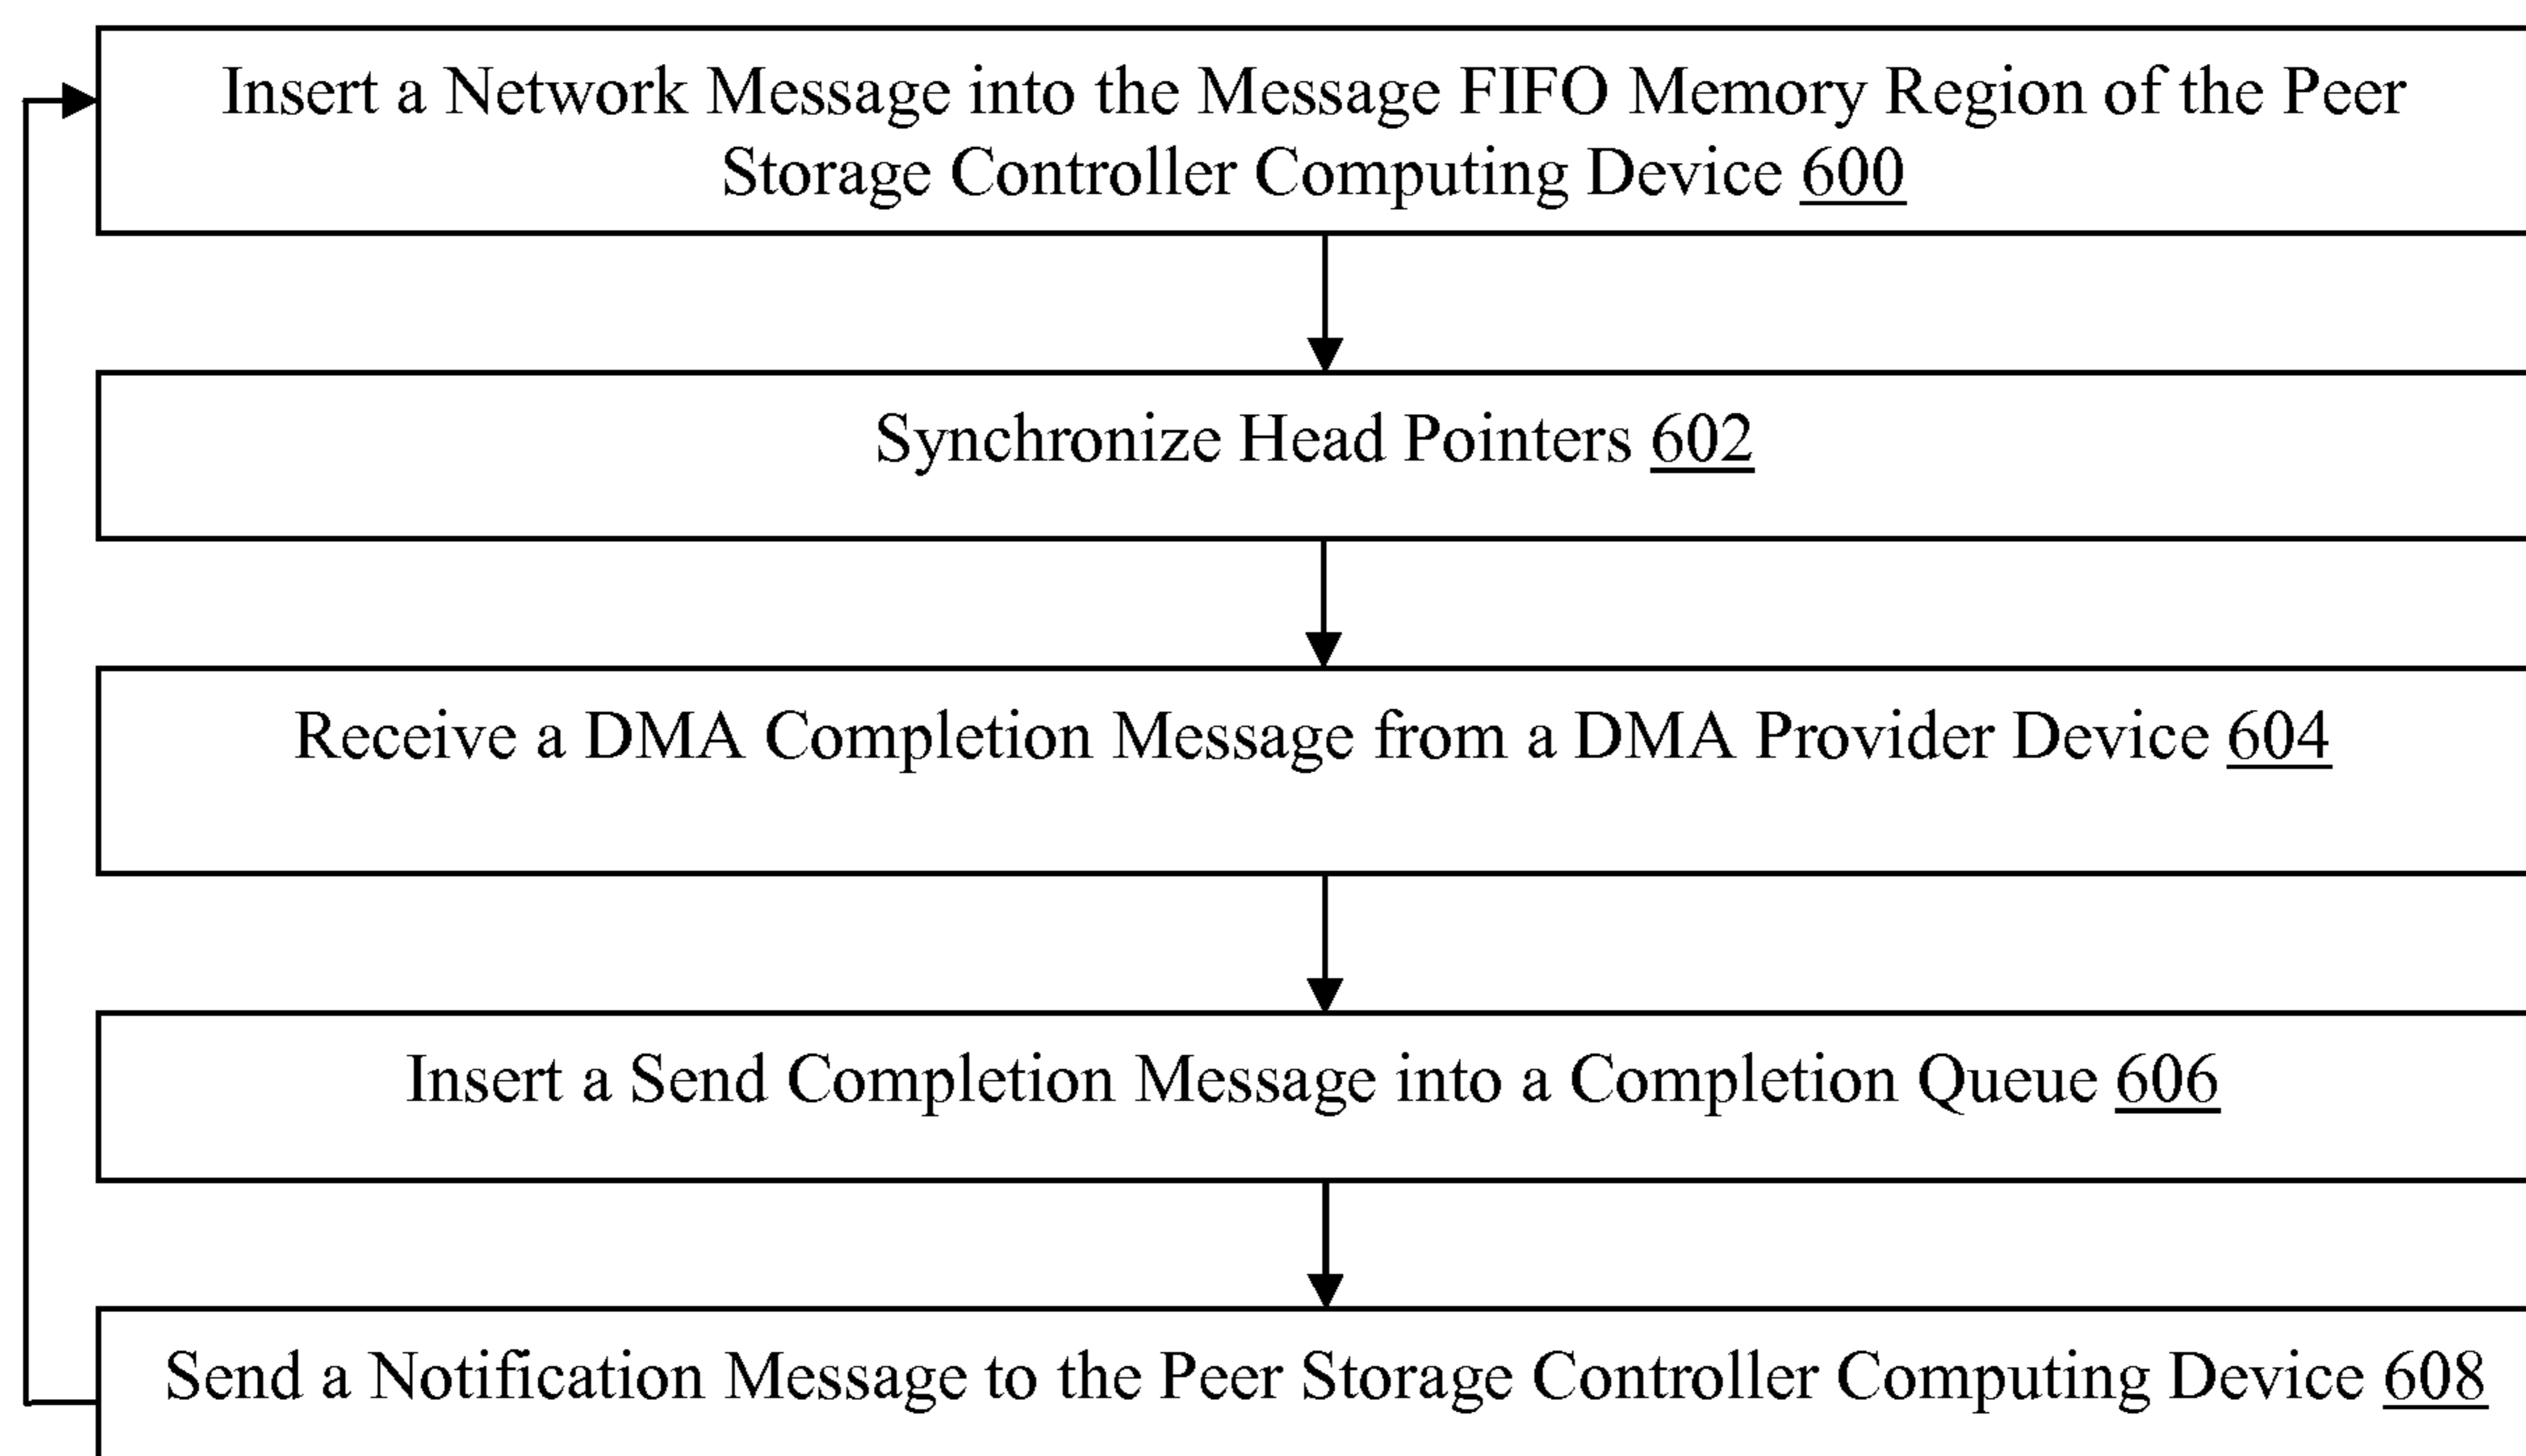 Insert a Network Message into the Message FIFO Memory Region of the Peer
Storage Controller Computing Device 600
Synchronize Head Pointers 602
Receive a DMA Completion Message from a DMA Provider Device 604
Insert a Send Completion Message into a Completion Queue 606
Send a Notification Message to the Peer Storage Controller Computing Device 608